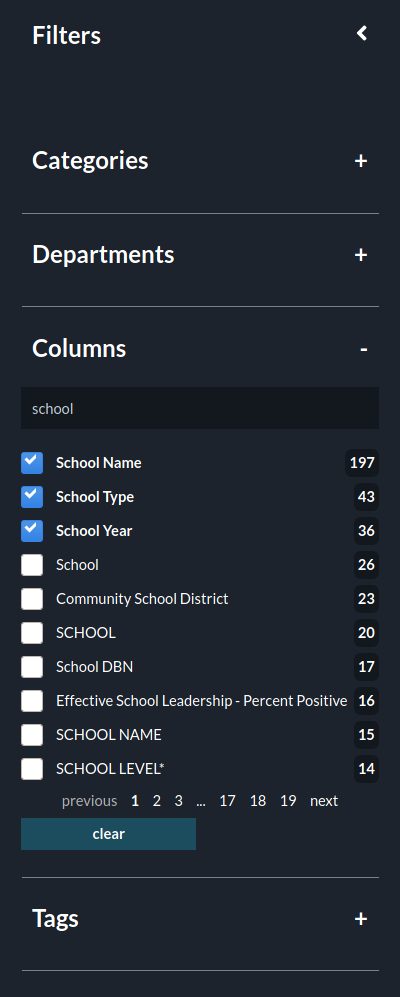 Filters
Categories +
Departments +
Columns -
school
School Name 197
School Type 43
School Year 36
School 26
Community School District 23
SCHOOL 20
School DBN 17
Effective School Leadership - Percent Positive 16
SCHOOL NAME 15
SCHOOL LEVEL* 14
previous 1 2 3 ... 17 18 19 next
clear
Tags +